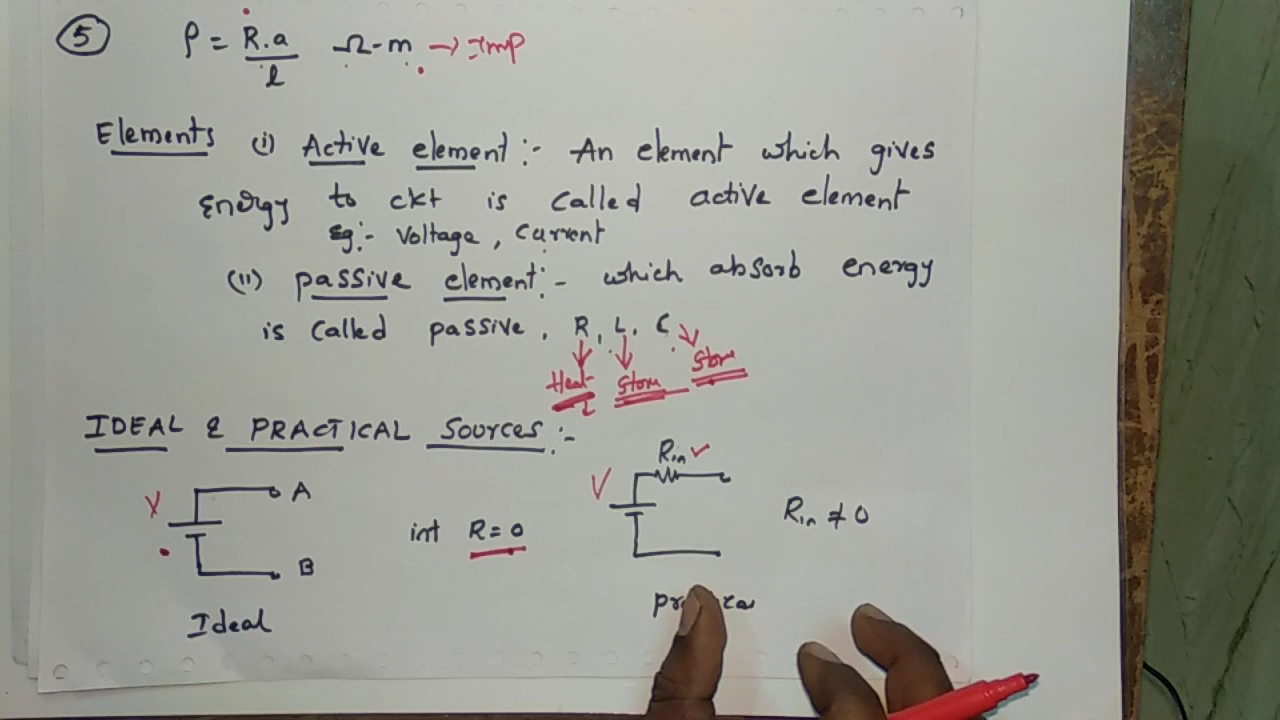 5 ρ = R.a / l Ω-m → Imp
Elements (i) Active element :- An element which gives
energy to ckt is called active element
Eg:- Voltage, Current
(ii) passive element :- which absorb energy
is called passive, R, L, C
Heat Store Store
IDEAL & PRACTICAL SOURCES :-
Rin ✓
X A V
int R = 0 Rin ≠ 0
B
Ideal